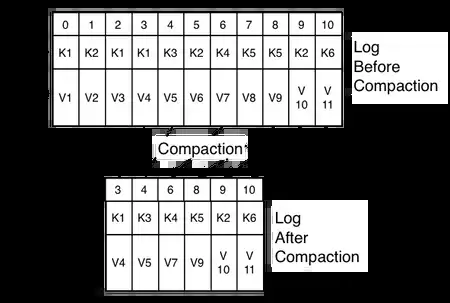 0 1 2 3 4 5 6 7 8 9 10
K1 K2 K1 K1 K3 K2 K4 K5 K5 K2 K6
V1 V2 V3 V4 V5 V6 V7 V8 V9 V 10 V 11
Log
Before
Compaction
Compaction
3 4 6 8 9 10
K1 K3 K4 K5 K2 K6
V4 V5 V7 V9 V 10 V 11
Log
After
Compaction